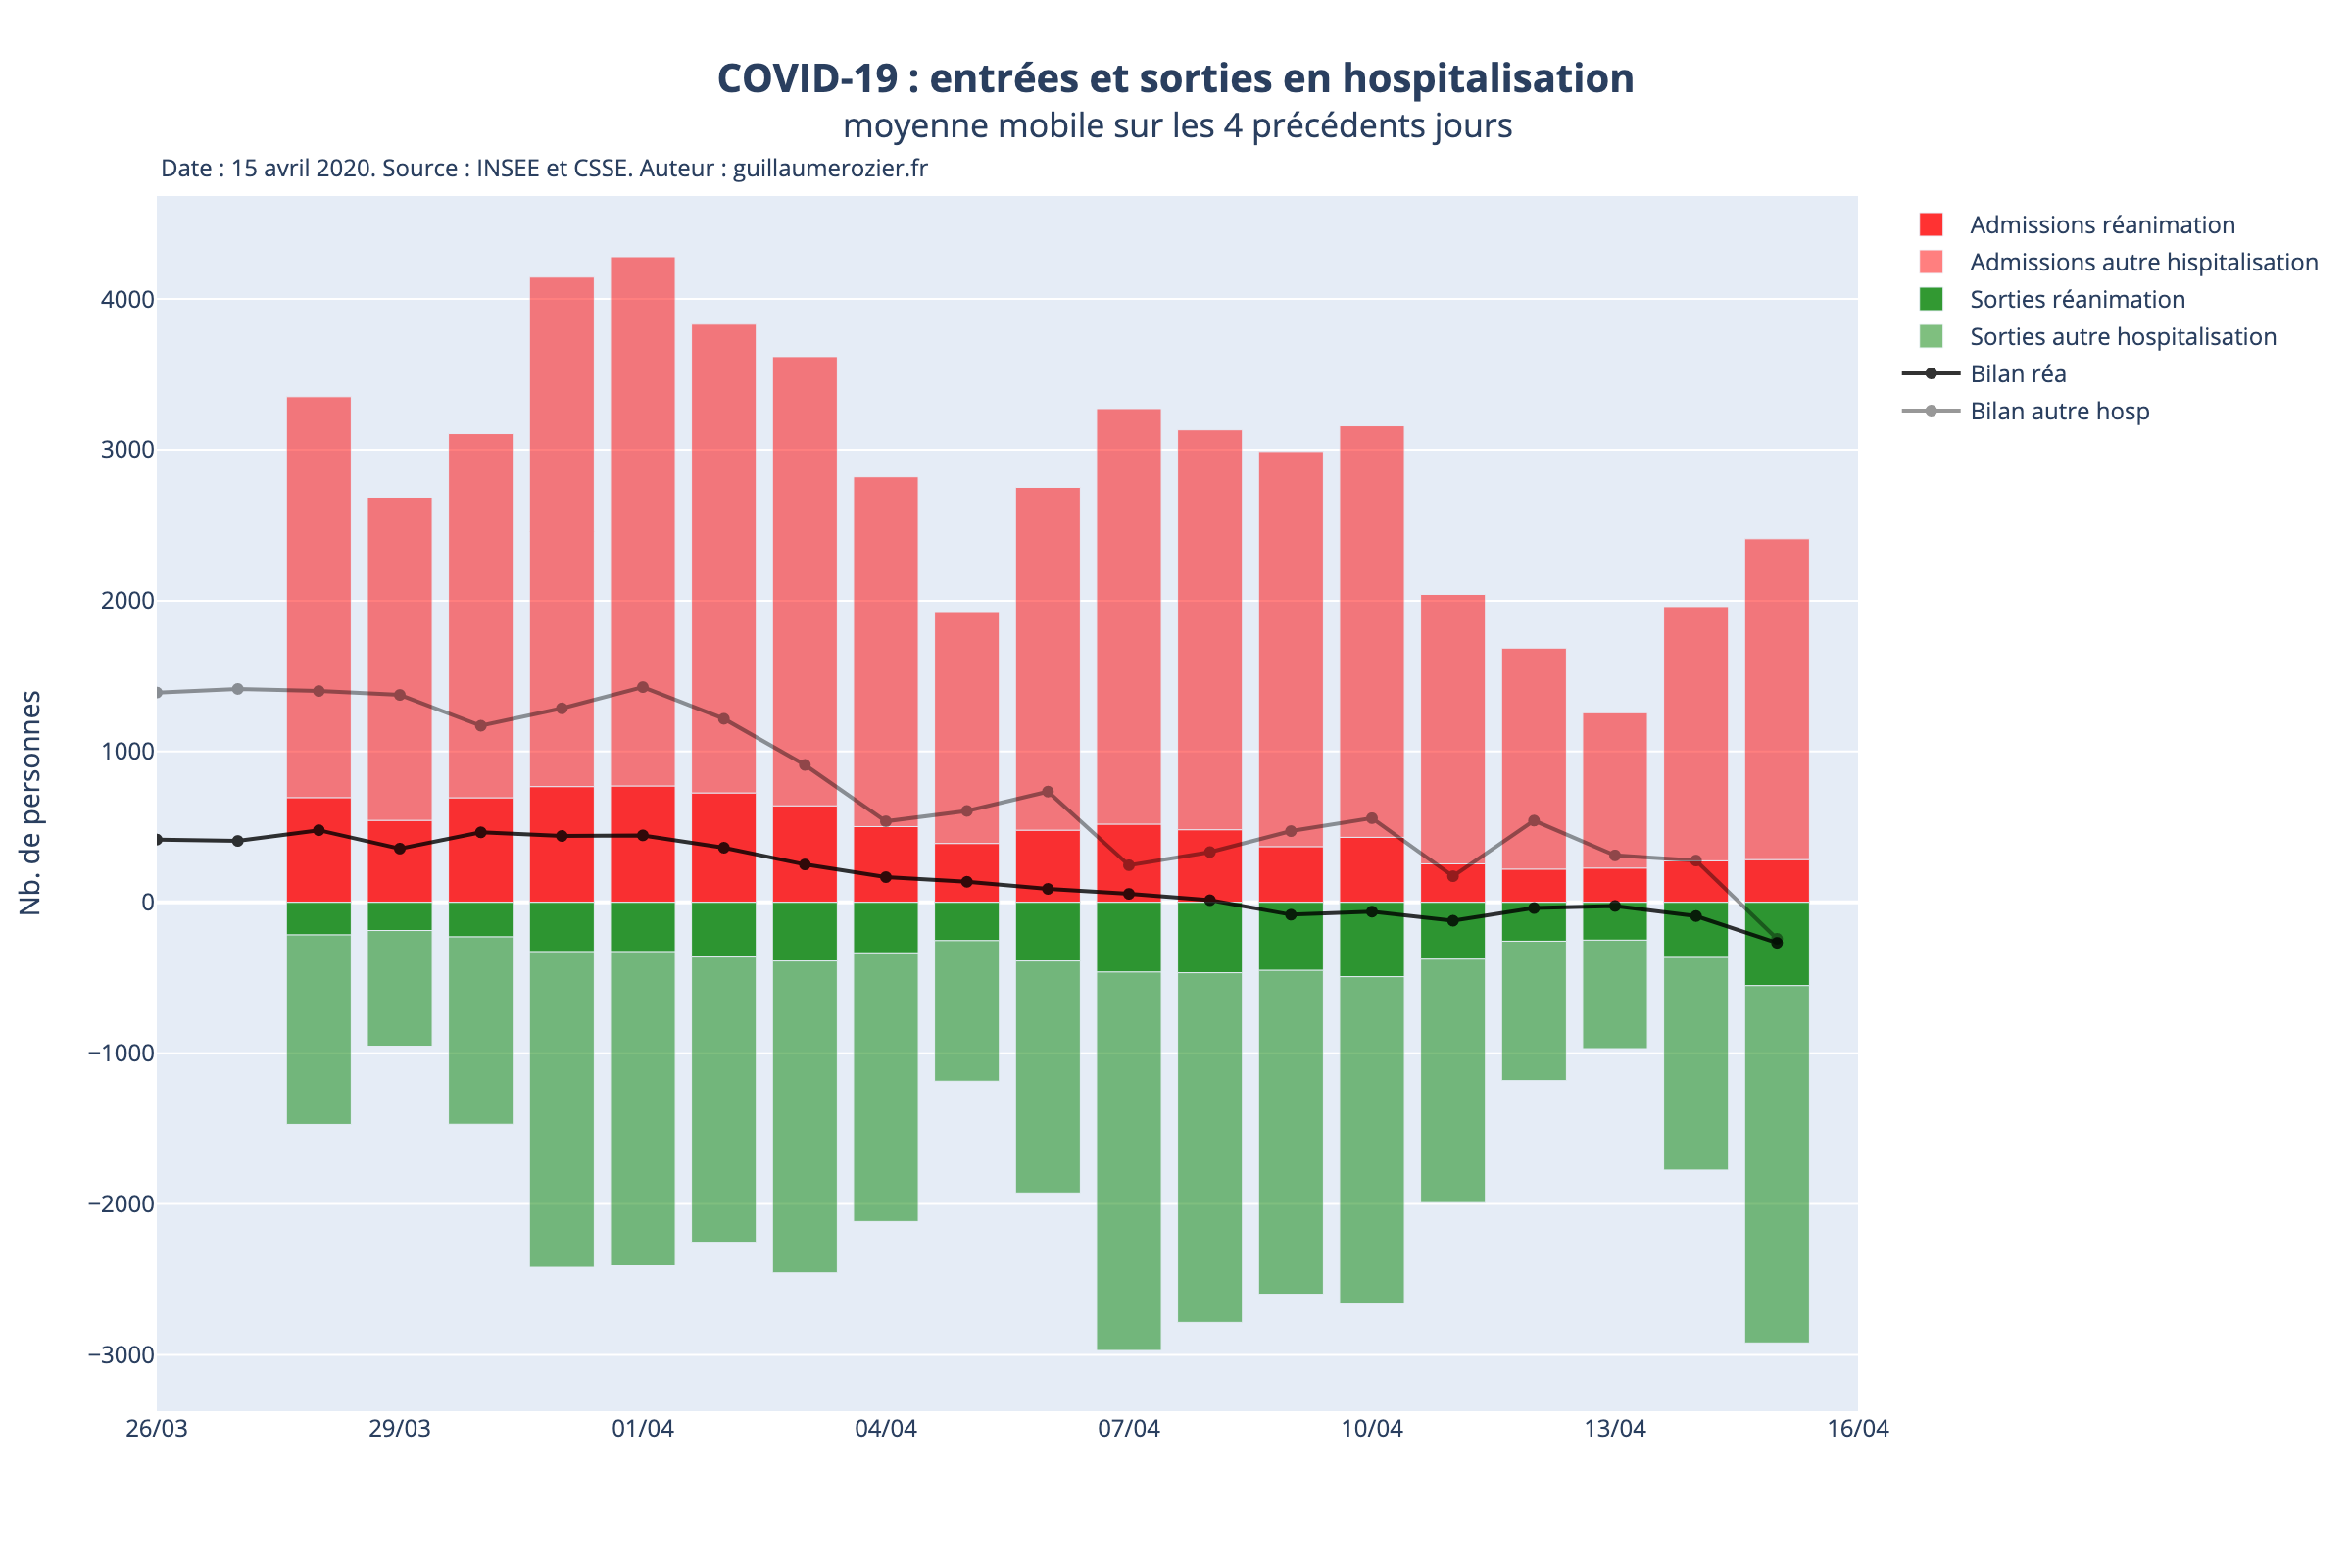 COVID-19 : entrées et sorties en hospitalisation
moyenne mobile sur les 4 précédents jours
Date : 15 avril 2020. Source : INSEE et CSSE. Auteur : guillaumerozier.fr
Admissions réanimation
Admissions autre hispitalisation
Sorties réanimation
Sorties autre hospitalisation
Bilan réa
Bilan autre hosp
Nb. de personnes
4000
3000
2000
1000
0
−1000
−2000
−3000
26/03 29/03 01/04 04/04 07/04 10/04 13/04 16/04